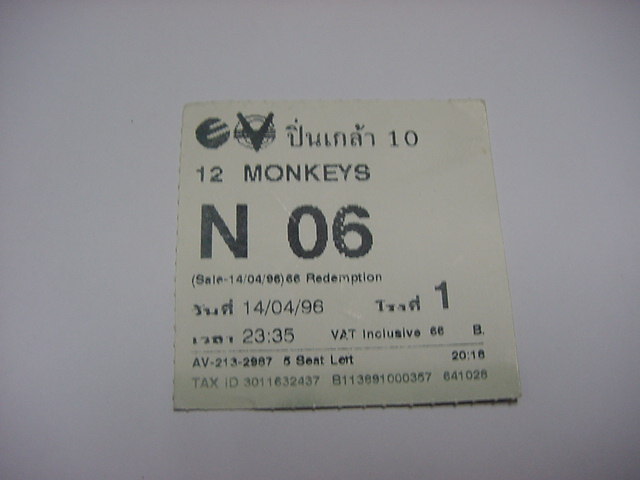 EV ปิ่นเกล้า 10
12 MONKEYS
N 06
(Sale-14/04/96)66 Redemption
วันที่ 14/04/96 โรงที่ 1
เวลา 23:35 VAT Inclusive 66 B.
AV-213-2987 5 Seat Left 20:16
TAX ID 3011632437 B113691000357 641026